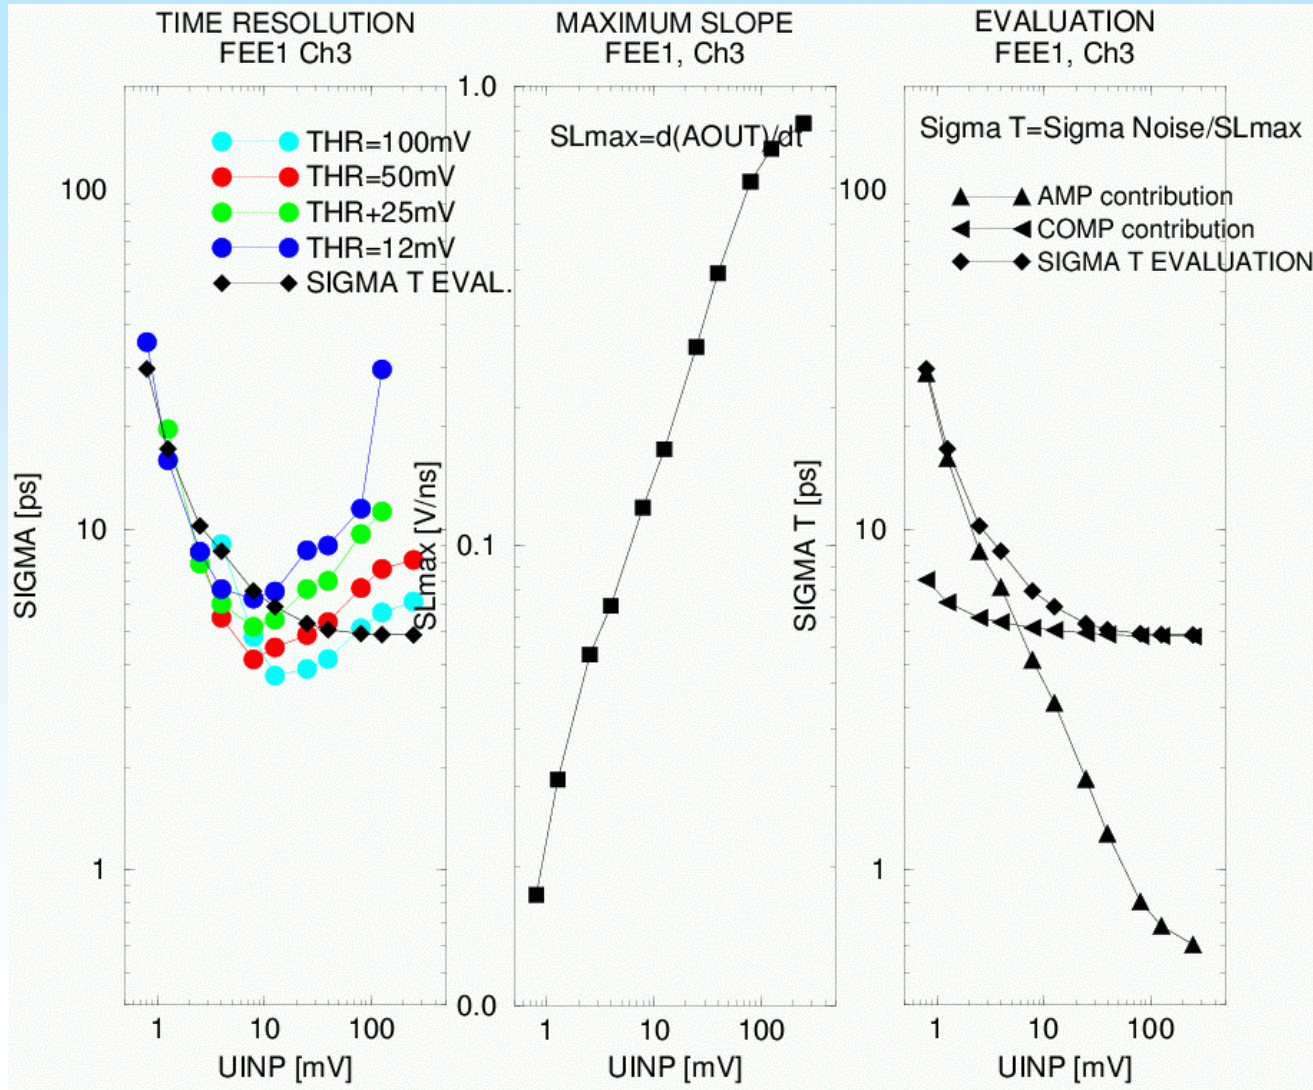 TIME RESOLUTION
FEE1 Ch3
THR=100mV
THR=50mV
THR+25mV
THR=12mV
SIGMA T EVAL.
100
10
1
SIGMA [ps]
1 10 100
UINP [mV]
MAXIMUM SLOPE
FEE1, Ch3
SLmax=d(AOUT)/dt
1.0
0.1
0.0
SLmax [V/ns]
1 10 100
UINP [mV]
EVALUATION
FEE1, Ch3
Sigma T=Sigma Noise/SLmax
AMP contribution
COMP contribution
SIGMA T EVALUATION
100
10
1
SIGMA T [ps]
1 10 100
UINP [mV]